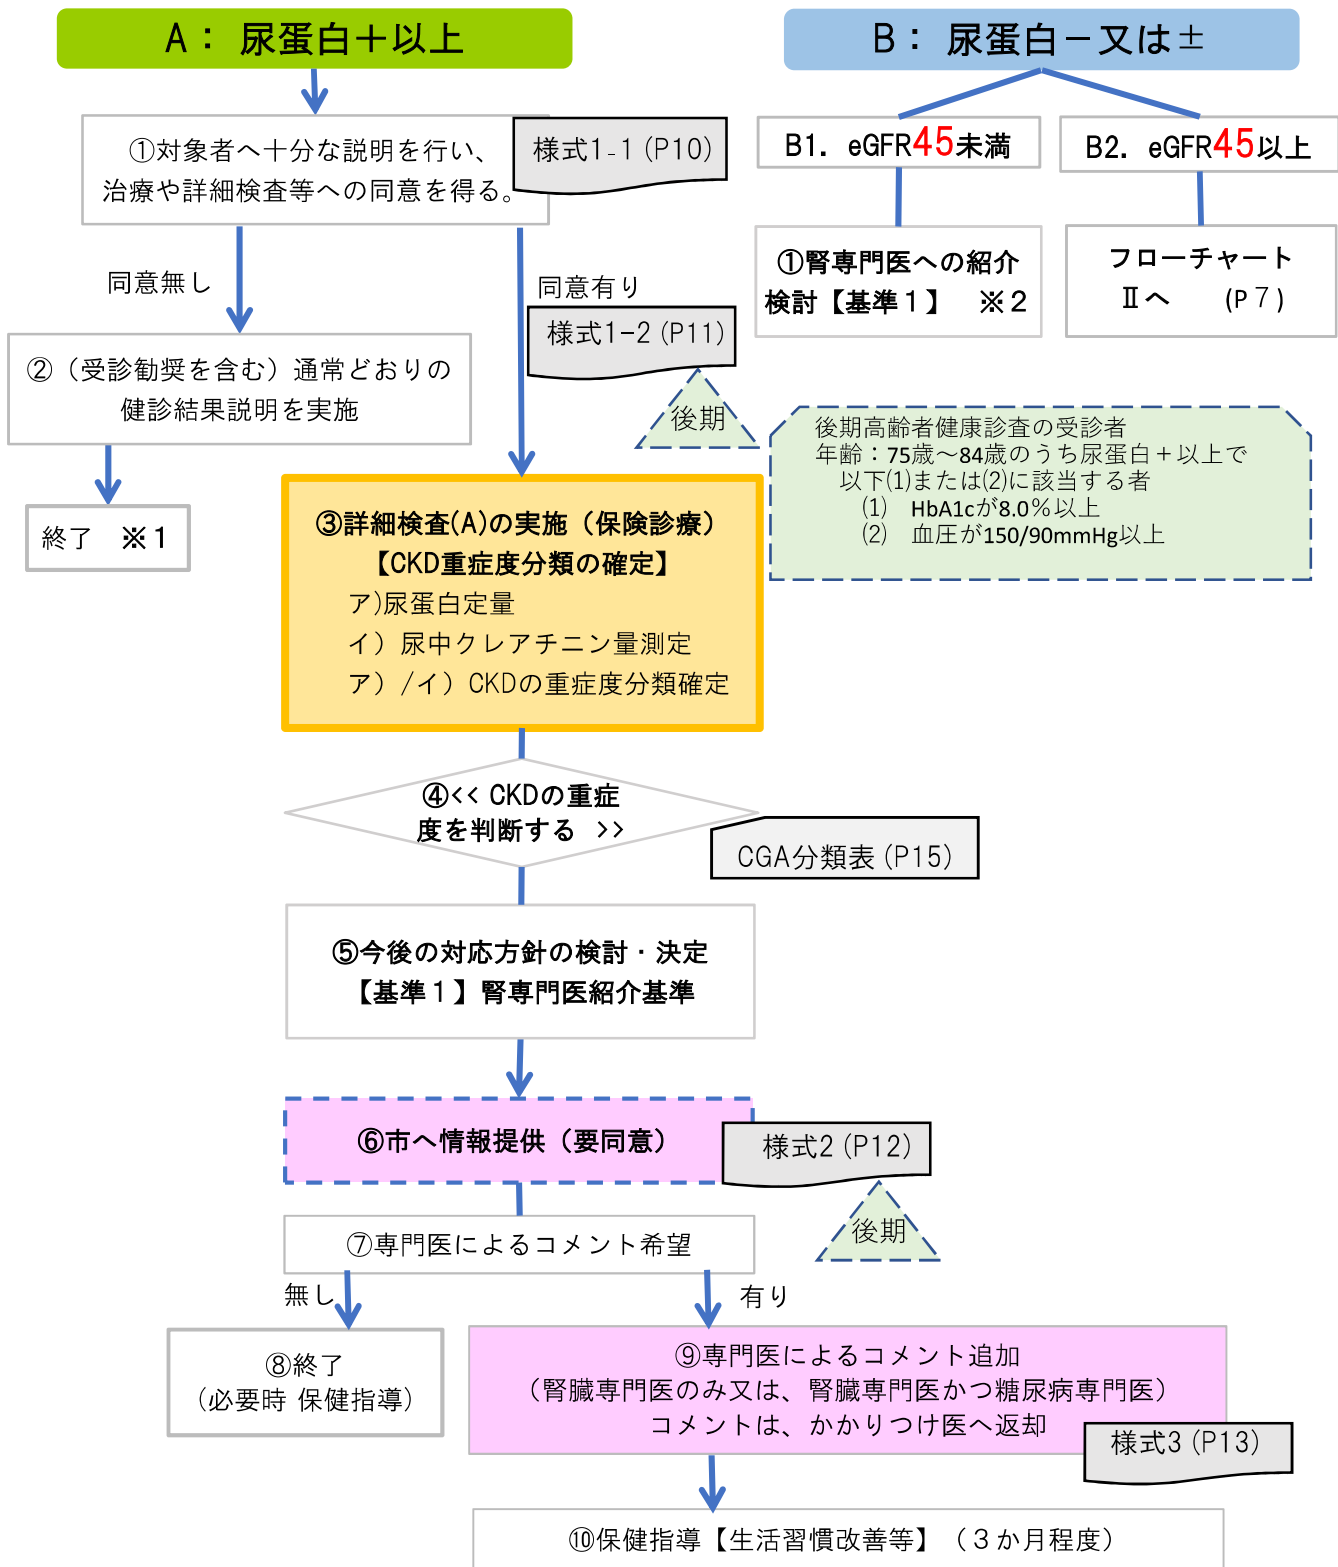 A： 尿蛋白＋以上
①対象者へ十分な説明を行い、
治療や詳細検査等への同意を得る。
様式1-1 (P10)
同意無し
同意有り
様式1-2 (P11)
後期
②（受診勧奨を含む）通常どおりの
健診結果説明を実施
終了　※１
③詳細検査(A)の実施（保険診療）
【CKD重症度分類の確定】
ア)尿蛋白定量
イ）尿中クレアチニン量測定
ア）/イ）CKDの重症度分類確定
④<< CKDの重症
度を判断する >>
CGA分類表 (P15)
⑤今後の対応方針の検討・決定
【基準１】腎専門医紹介基準
⑥市へ情報提供（要同意）
様式2 (P12)
後期
⑦専門医によるコメント希望
無し
有り
⑧終了
(必要時 保健指導)
⑨専門医によるコメント追加
（腎臓専門医のみ又は、腎臓専門医かつ糖尿病専門医）
コメントは、かかりつけ医へ返却
様式3 (P13)
⑩保健指導【生活習慣改善等】（３か月程度）
B： 尿蛋白－又は±
B1. eGFR45未満
①腎専門医への紹介
検討【基準１】　※２
B2. eGFR45以上
フローチャート
Ⅱへ　(P７)
後期高齢者健康診査の受診者
年齢：75歳～84歳のうち尿蛋白＋以上で
以下⑴または⑵に該当する者
⑴　HbA1cが8.0％以上
⑵　血圧が150/90mmHg以上